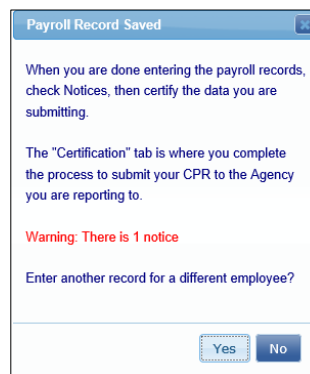 Payroll Record Saved
When you are done entering the payroll records,
check Notices, then certify the data you are
submitting.
The "Certification" tab is where you complete
the process to submit your CPR to the Agency
you are reporting to.
Warning: There is 1 notice
Enter another record for a different employee?
Yes No